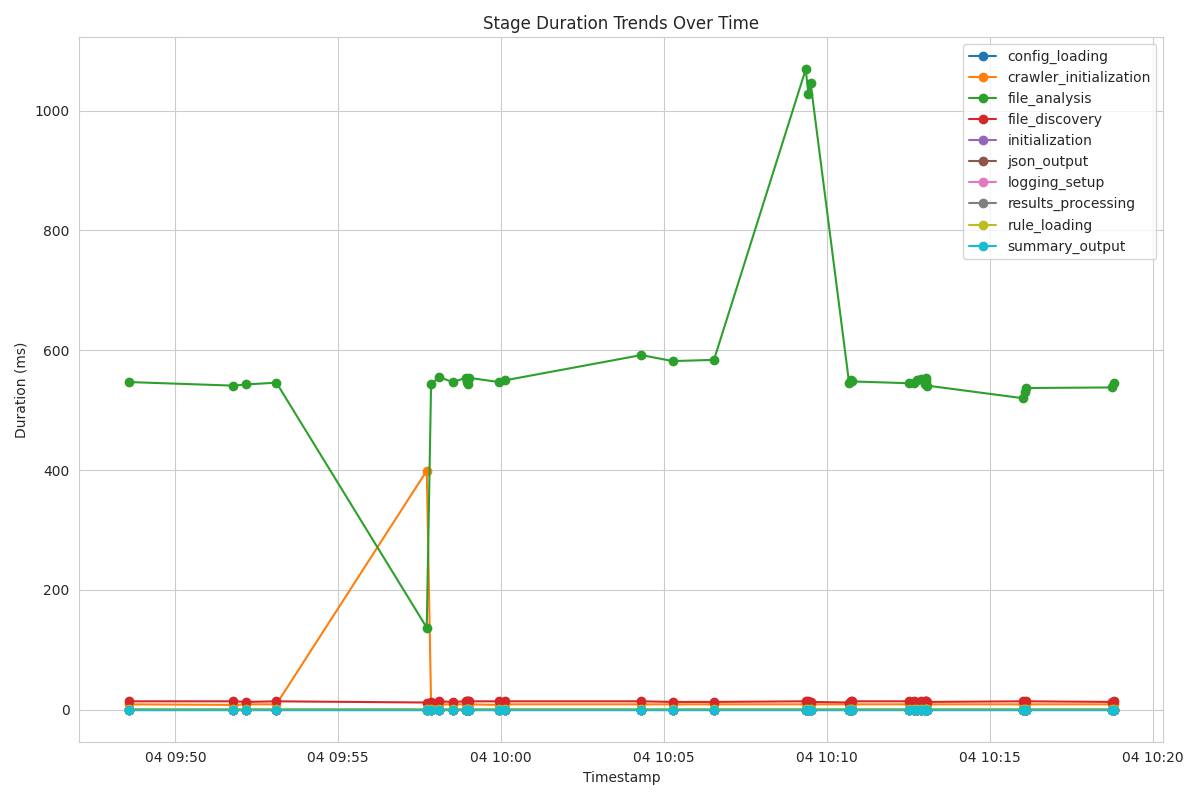 Stage Duration Trends Over Time
config_loading
crawler_initialization
file_analysis
file_discovery
initialization
json_output
logging_setup
results_processing
rule_loading
summary_output
Duration (ms)
1000
800
600
400
200
0
04 09:50
04 09:55
04 10:00
04 10:05
04 10:10
04 10:15
04 10:20
Timestamp